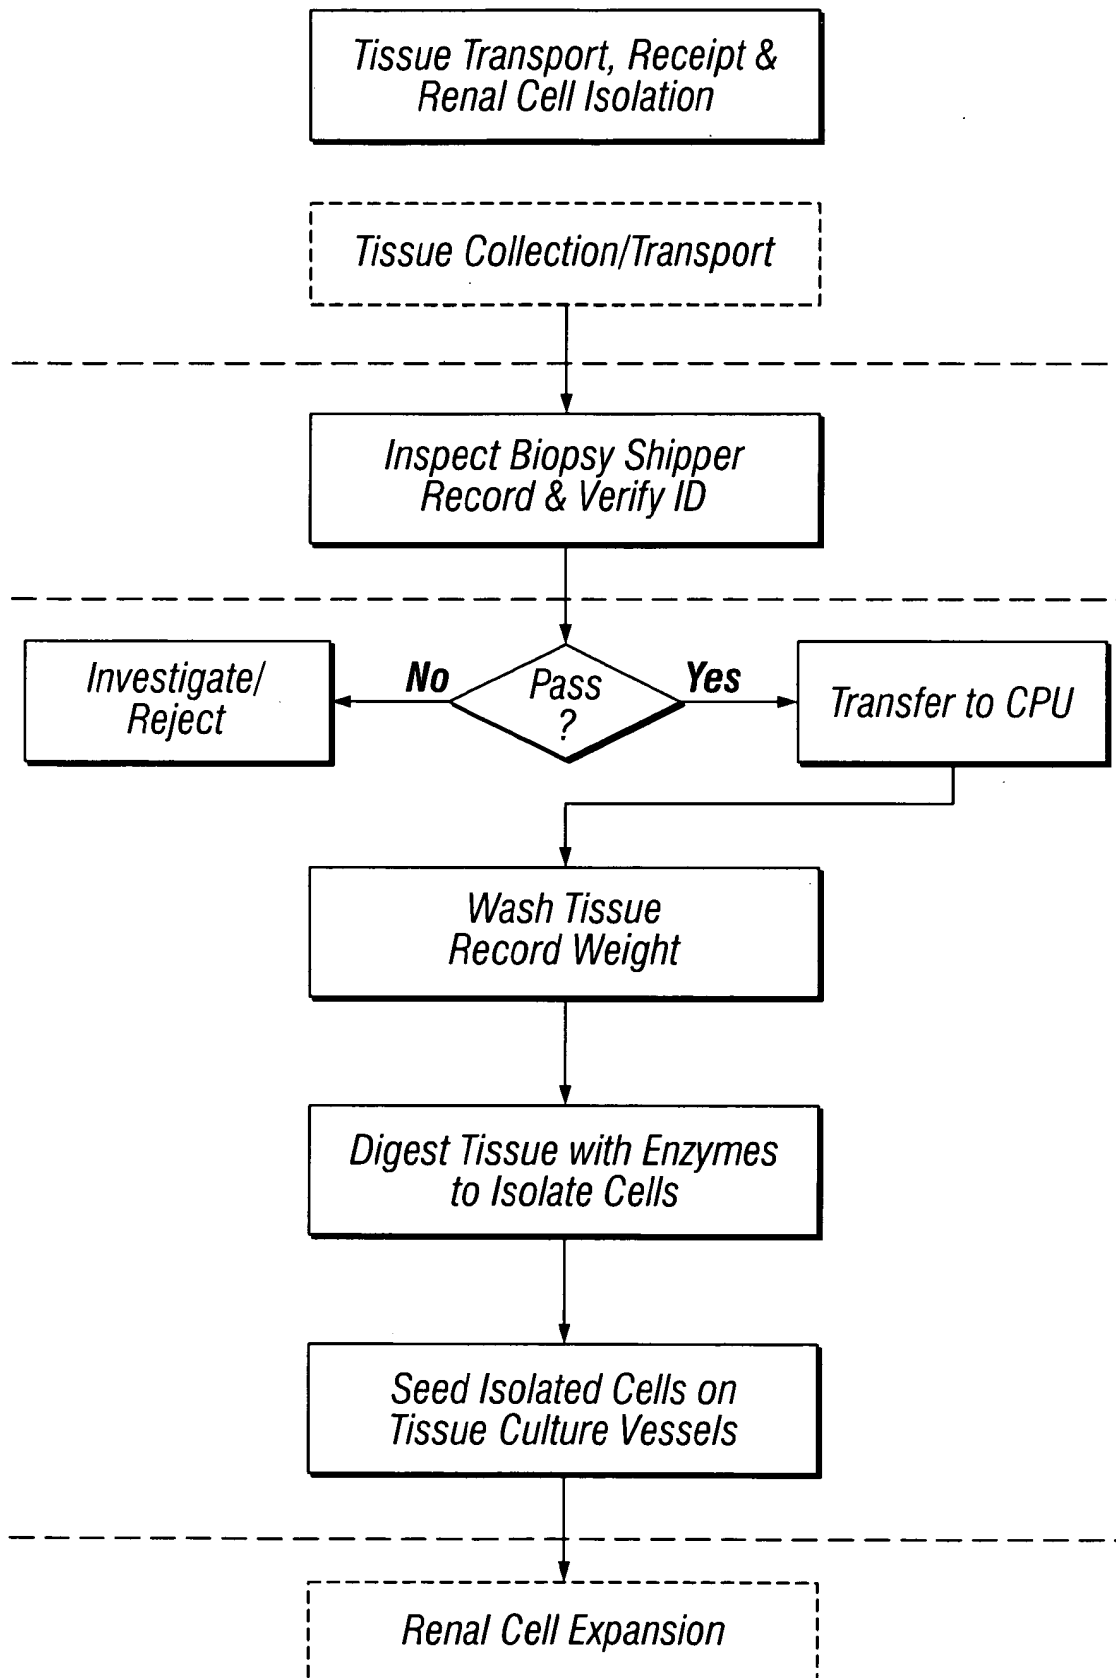 Tissue Transport, Receipt &
Renal Cell Isolation
Tissue Collection/Transport
Inspect Biopsy Shipper
Record & Verify ID
Investigate/
Reject
No
Pass
?
Yes
Transfer to CPU
Wash Tissue
Record Weight
Digest Tissue with Enzymes
to Isolate Cells
Seed Isolated Cells on
Tissue Culture Vessels
Renal Cell Expansion